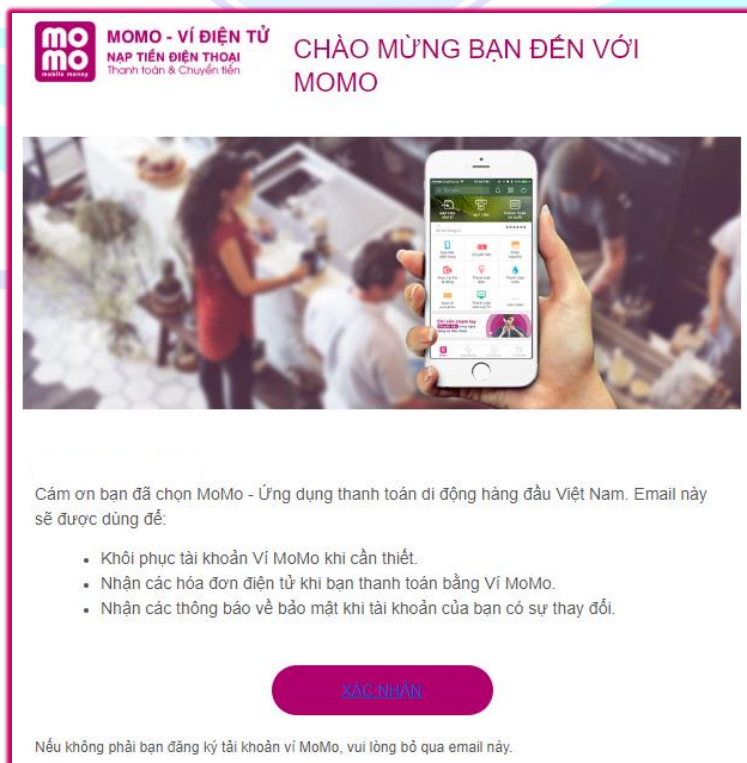 momo
mobile money
MOMO - VÍ ĐIỆN TỬ
NẠP TIỀN ĐIỆN THOẠI
Thanh toán & Chuyển tiền
CHÀO MỪNG BẠN ĐẾN VỚI
MOMO
Cám ơn bạn đã chọn MoMo - Ứng dụng thanh toán di động hàng đầu Việt Nam. Email này
sẽ được dùng để:
• Khôi phục tài khoản Ví MoMo khi cần thiết.
• Nhận các hóa đơn điện tử khi bạn thanh toán bằng Ví MoMo.
• Nhận các thông báo về bảo mật khi tài khoản của bạn có sự thay đổi.
XÁC NHẬN
Nếu không phải bạn đăng ký tài khoản ví MoMo, vui lòng bỏ qua email này.